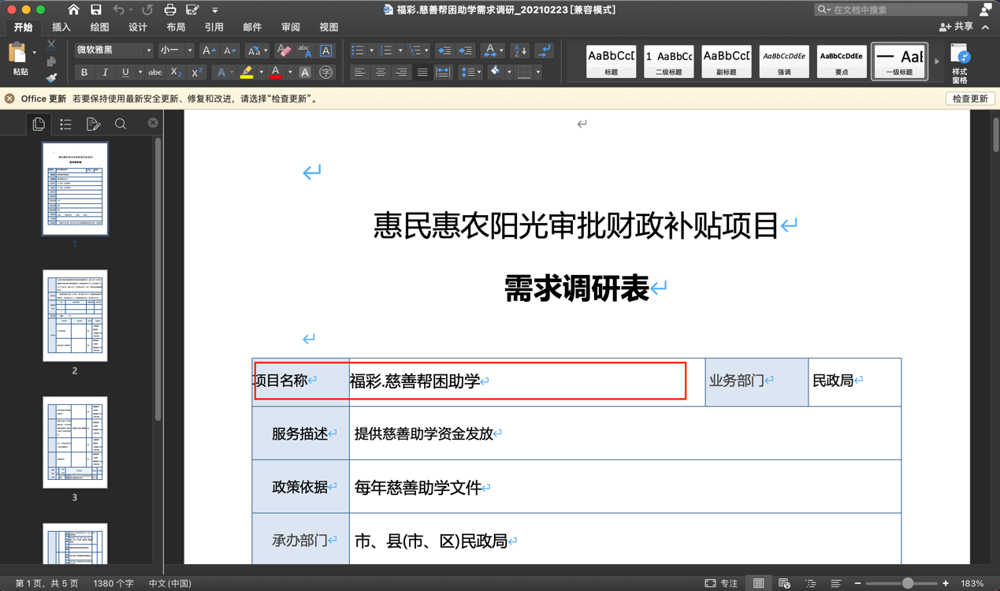 福彩.慈善帮困助学需求调研_20210223 [兼容模式]
在文档中搜索
开始 插入 绘图 设计 布局 引用 邮件 审阅 视图
共享
粘贴
微软雅黑 小一
AaBbCcD 标题
1 AaBbCc 二级标题
AaBbCcD 副标题
AaBbCcDdEe 强调
AaBbCcDdEe 要点
一级标题
样式
窗格
Office 更新 若要保持使用最新安全更新、修复和改进，请选择“检查更新”。
检查更新
1
2
3
惠民惠农阳光审批财政补贴项目
需求调研表
项目名称 福彩.慈善帮困助学 业务部门 民政局
服务描述 提供慈善助学资金发放
政策依据 每年慈善助学文件
承办部门 市、县(市、区)民政局
第 1 页，共 5 页 1380 个字 中文 (中国)
专注
183%